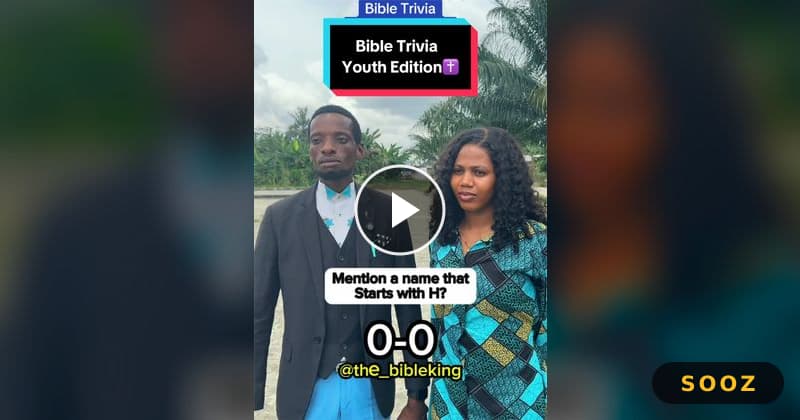 Bible Trivia
Bible Trivia
Youth Edition✝️
Mention a name that
Starts with H?
0-0
@the_bibleking
SOOZ